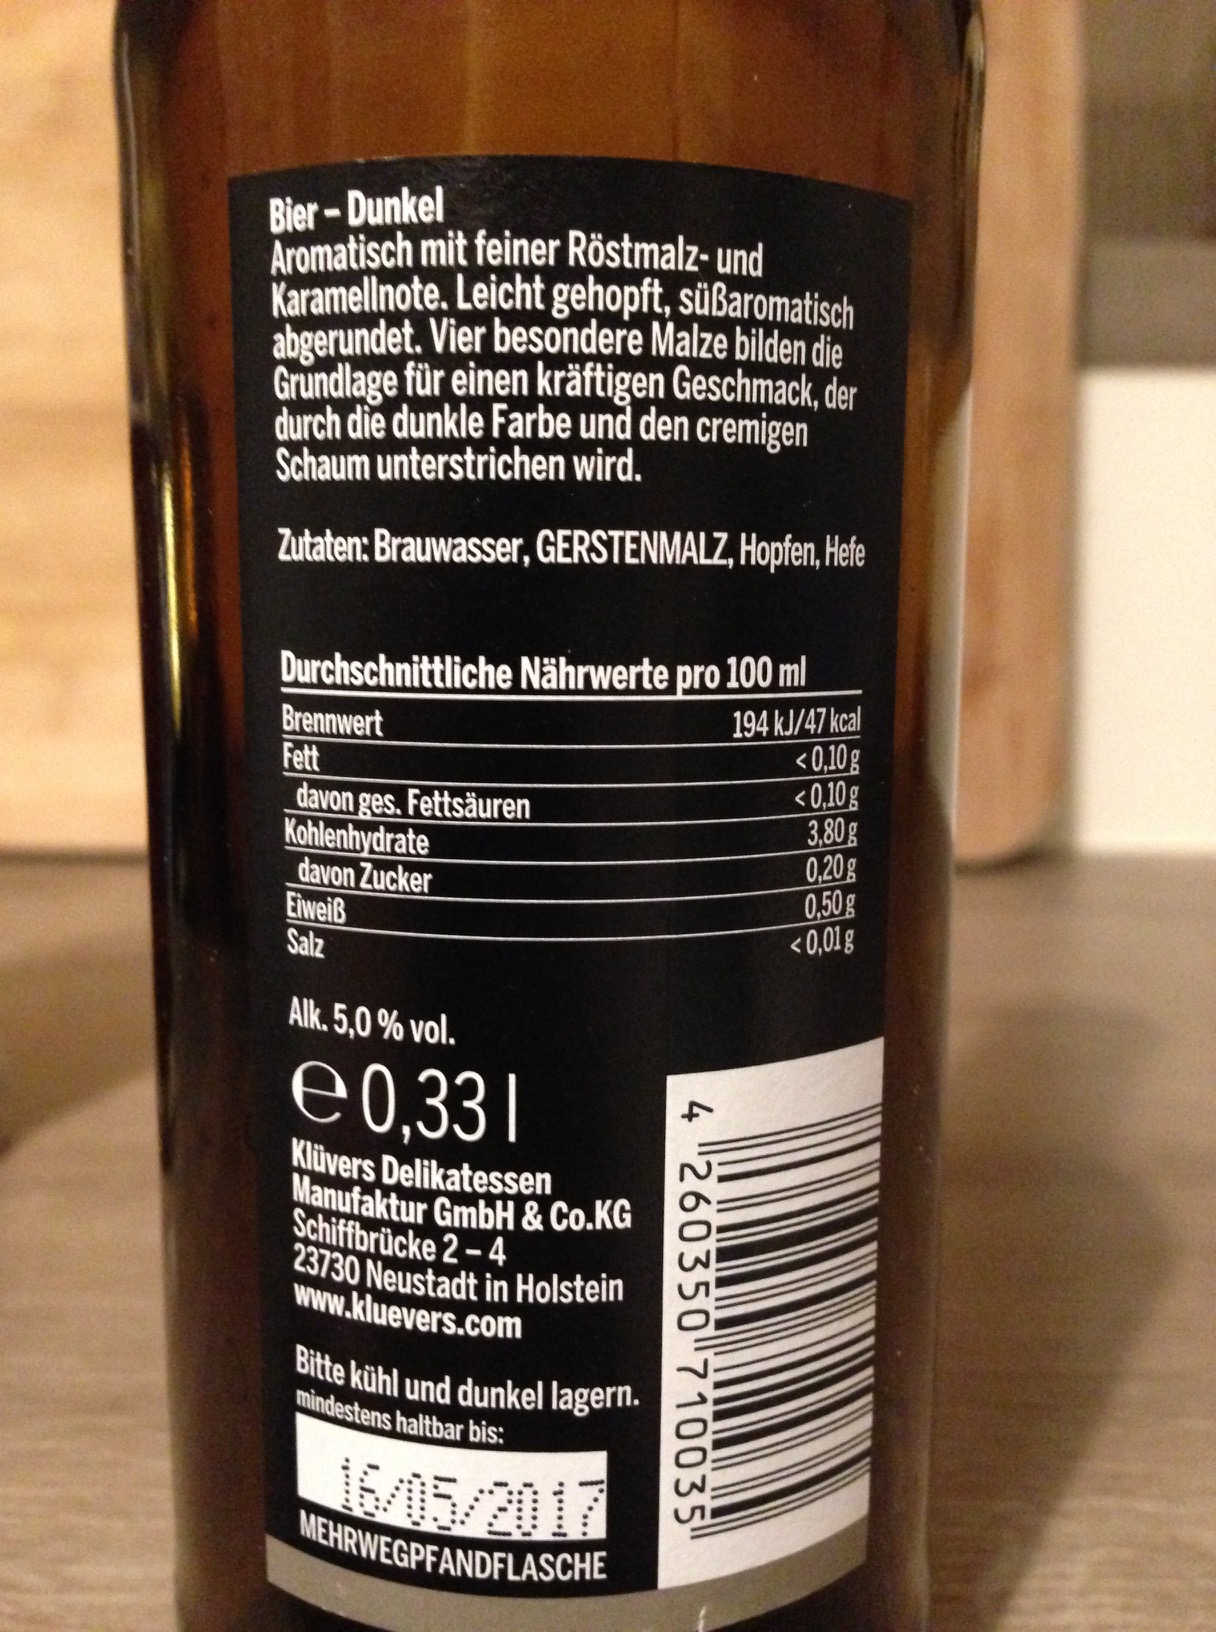 Bier – Dunkel
Aromatisch mit feiner Röstmalz- und
Karamellnote. Leicht gehopft, süßaromatisch
abgerundet. Vier besondere Malze bilden die
Grundlage für einen kräftigen Geschmack, der
durch die dunkle Farbe und den cremigen
Schaum unterstrichen wird.
Zutaten: Brauwasser, GERSTENMALZ, Hopfen, Hefe
Durchschnittliche Nährwerte pro 100 ml
Brennwert 194 kJ/47 kcal
Fett < 0,10 g
davon ges. Fettsäuren < 0,10 g
Kohlenhydrate 3,80 g
davon Zucker 0,20 g
Eiweiß 0,50 g
Salz < 0,01 g
Alk. 5,0 % vol.
℮ 0,33 l
Klüvers Delikatessen
Manufaktur GmbH & Co.KG
Schiffbrücke 2 – 4
23730 Neustadt in Holstein
www.kluevers.com
Bitte kühl und dunkel lagern.
mindestens haltbar bis:
16/05/2017
MEHRWEGPFANDFLASCHE
4 260350 710035